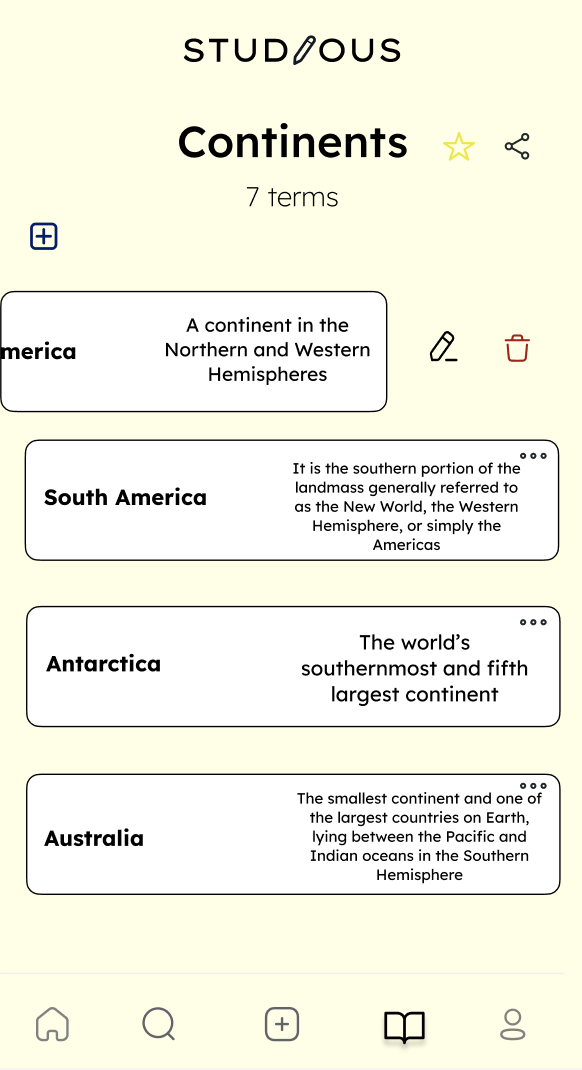 STUDIOUS
Continents
7 terms
merica
A continent in the
Northern and Western
Hemispheres
South America
It is the southern portion of the
landmass generally referred to
as the New World, the Western
Hemisphere, or simply the
Americas
Antarctica
The world’s
southernmost and fifth
largest continent
Australia
The smallest continent and one of
the largest countries on Earth,
lying between the Pacific and
Indian oceans in the Southern
Hemisphere